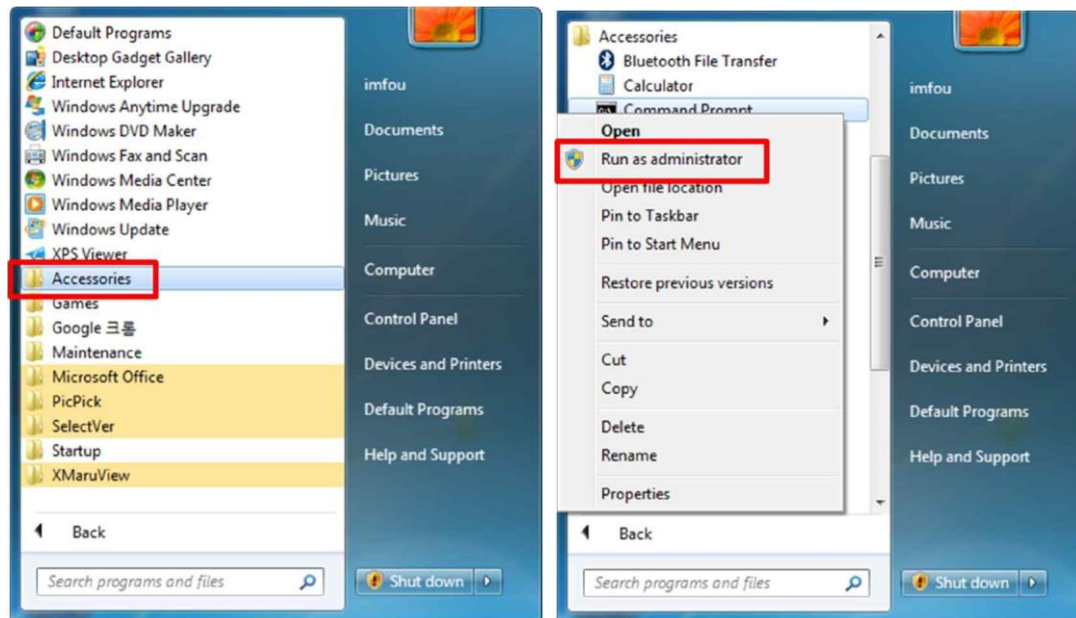 Default Programs
Desktop Gadget Gallery
Internet Explorer
Windows Anytime Upgrade
Windows DVD Maker
Windows Fax and Scan
Windows Media Center
Windows Media Player
Windows Update
XPS Viewer
Accessories
Games
Google 크롬
Maintenance
Microsoft Office
PicPick
SelectVer
Startup
XMaruView
Back
Search programs and files
imfou
Documents
Pictures
Music
Computer
Control Panel
Devices and Printers
Default Programs
Help and Support
Shut down
Accessories
Bluetooth File Transfer
Calculator
Command Prompt
Open
Run as administrator
Open file location
Pin to Taskbar
Pin to Start Menu
Restore previous versions
Send to
Cut
Copy
Delete
Rename
Properties
Back
Search programs and files
imfou
Documents
Pictures
Music
Computer
Control Panel
Devices and Printers
Default Programs
Help and Support
Shut down